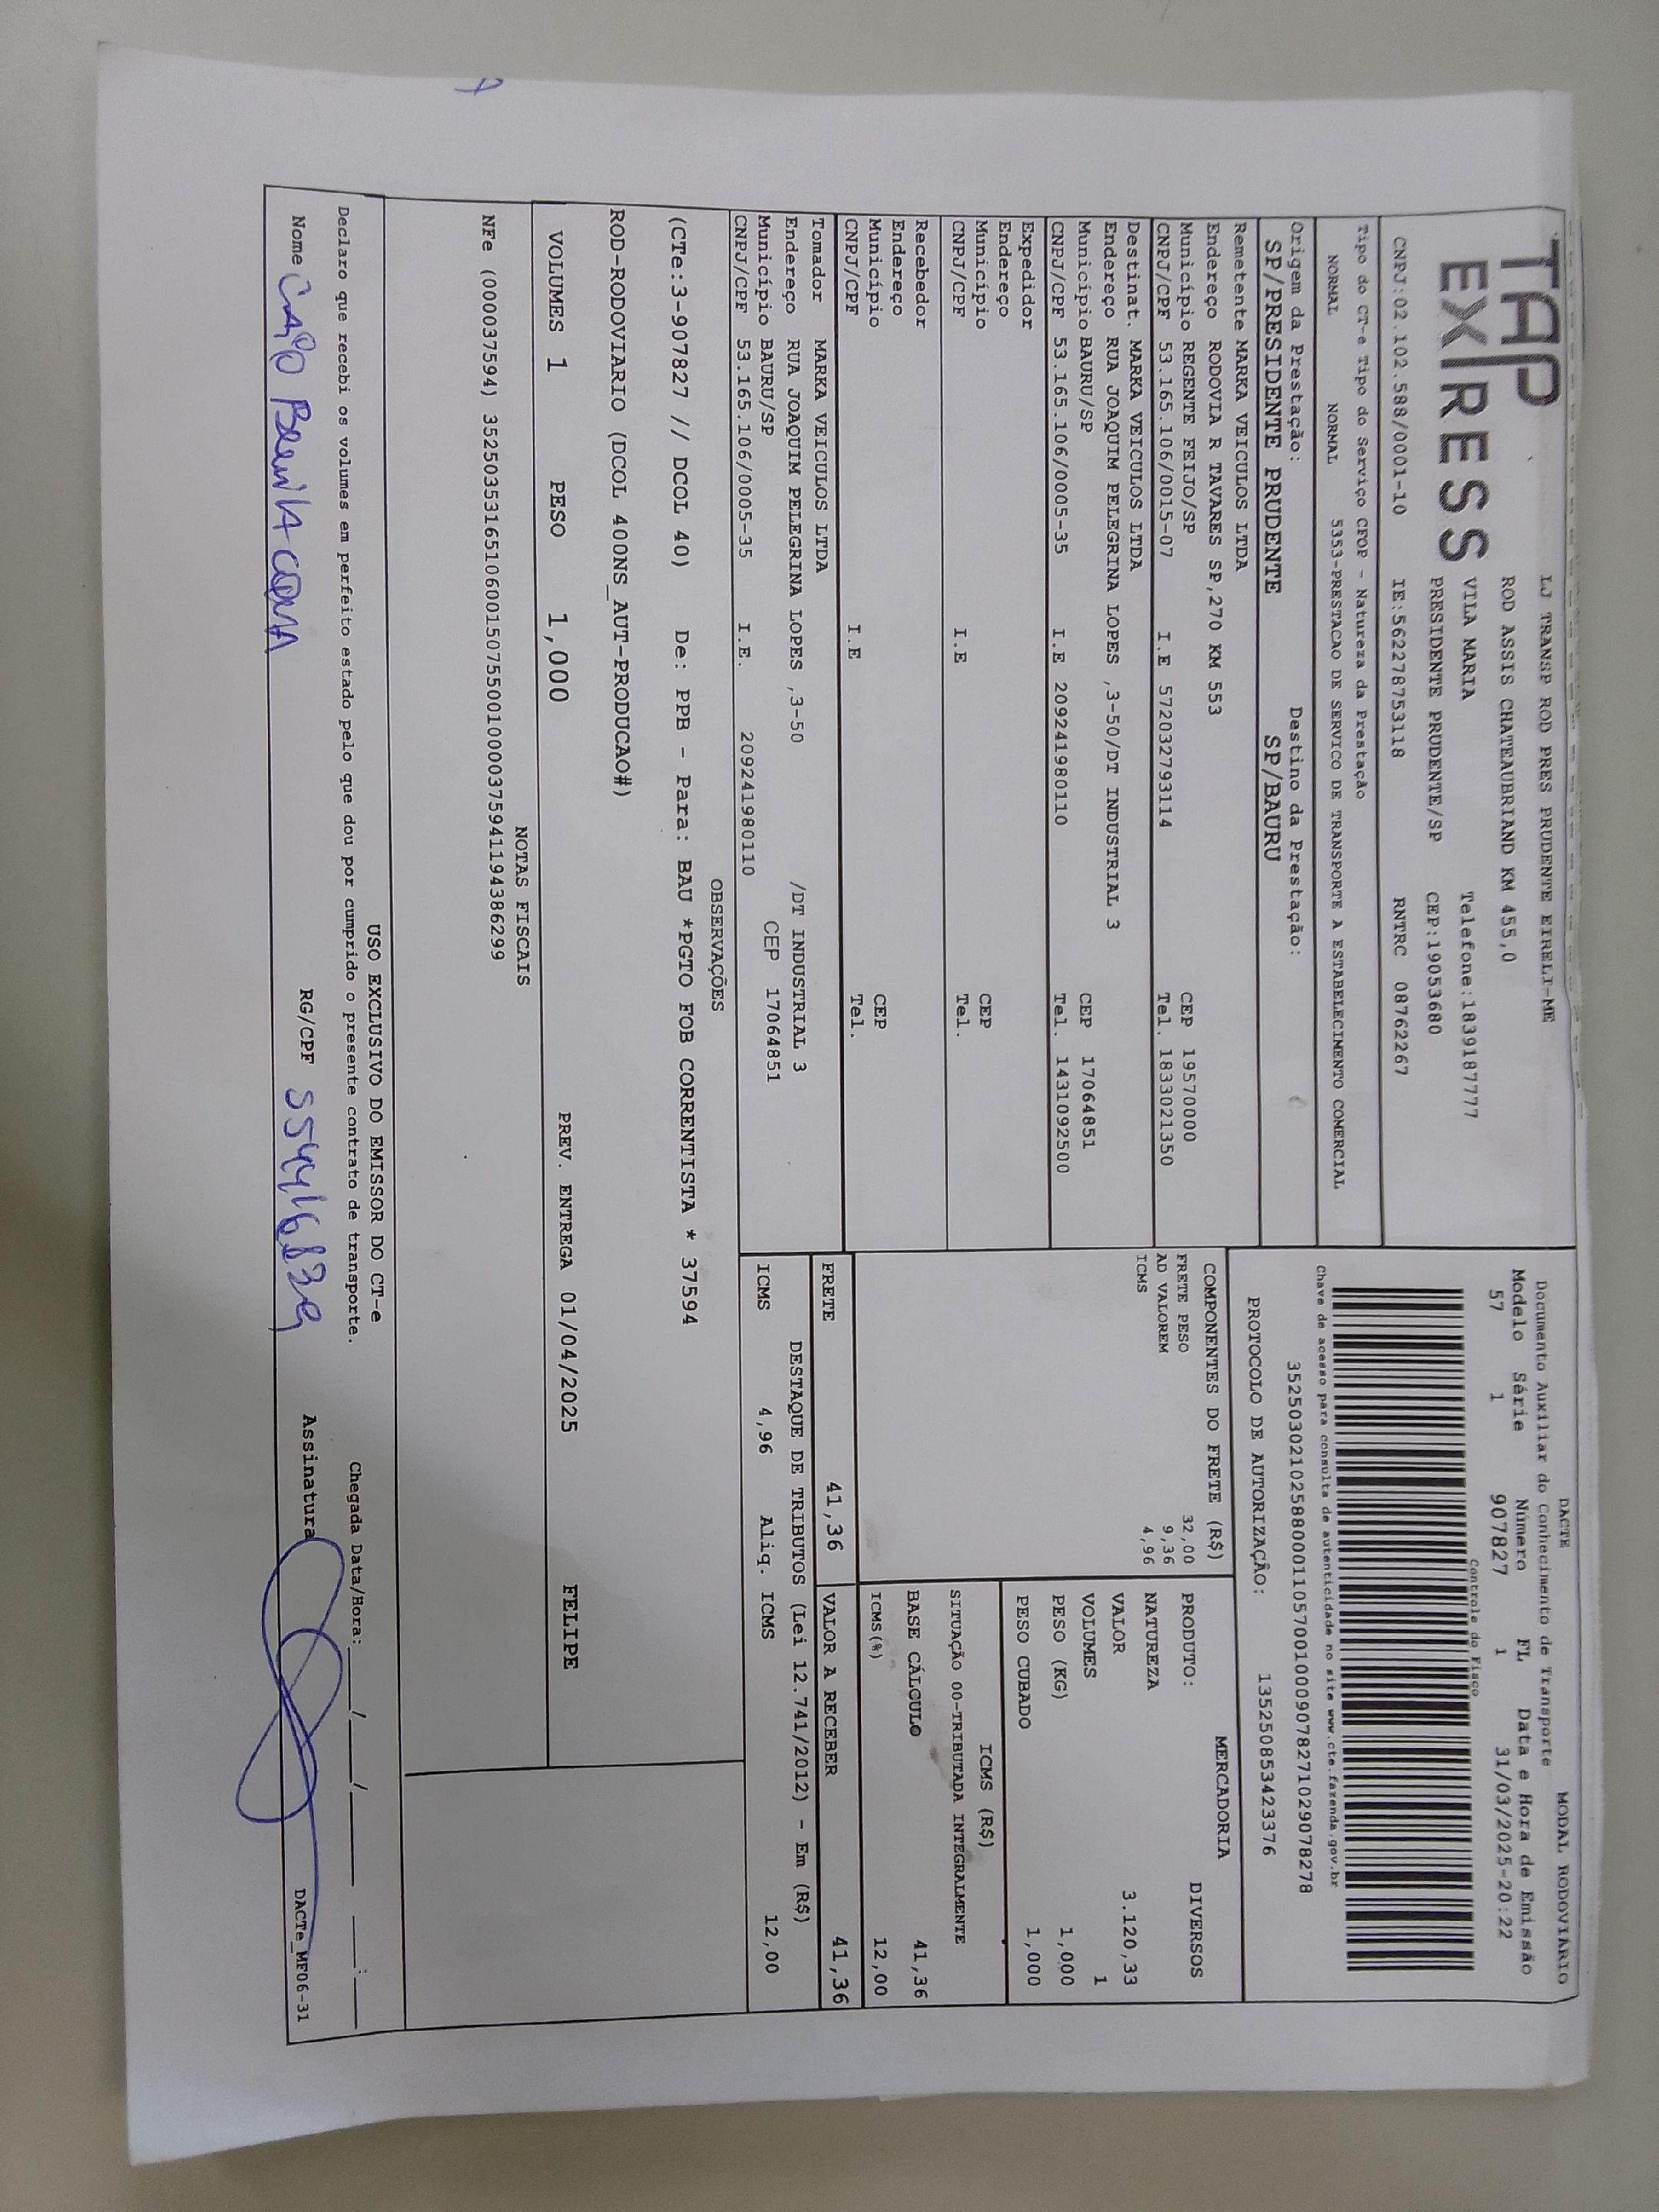 TAP
EX/RESS
LJ TRANSP ROD PRES PRUDENTE EIRELI-ME
ROD ASSIS CHATEAUBRIAND KM 455,0
VILA MARIA Telefone:1839187777
PRESIDENTE PRUDENTE/SP CEP:19053680
CNPJ:02.102.588/0001-10 IE:562278753118 RNTRC 08762267
Tipo do CT-e Tipo do Serviço CFOP - Natureza da Prestação
NORMAL NORMAL 5353-PRESTACAO DE SERVICO DE TRANSPORTE A ESTABELECIMENTO COMERCIAL
Origem da Prestação: Destino da Prestação:
SP/PRESIDENTE PRUDENTE SP/BAURU
DACTE MODAL RODOVIÁRIO
Documento Auxiliar do Conhecimento de Transporte
Modelo Série Número FL Data e Hora de Emissão
57 1 907827 1 31/03/2025-20:22
Controle do Fisco
Chave de acesso para consulta de autenticidade no site www.cte.fazenda.gov.br
35250302102588000110570010009078271029078278
PROTOCOLO DE AUTORIZAÇÃO: 135250853423376
Remetente MARKA VEICULOS LTDA
Endereço RODOVIA R TAVARES SP,270 KM 553
Município REGENTE FEIJO/SP CEP 19570000
CNPJ/CPF 53.165.106/0015-07 I.E 572032793114 Tel. 1833021350
Destinat. MARKA VEICULOS LTDA
Endereço RUA JOAQUIM PELEGRINA LOPES ,3-50/DT INDUSTRIAL 3
Município BAURU/SP CEP 17064851
CNPJ/CPF 53.165.106/0005-35 I.E 209241980110 Tel. 1431092500
Expedidor
Endereço
Município CEP
CNPJ/CPF I.E Tel.
Recebedor
Endereço
Município CEP
CNPJ/CPF I.E Tel.
Tomador MARKA VEICULOS LTDA
Endereço RUA JOAQUIM PELEGRINA LOPES ,3-50 /DT INDUSTRIAL 3
Município BAURU/SP CEP 17064851
CNPJ/CPF 53.165.106/0005-35 I.E. 209241980110
COMPONENTES DO FRETE (R$)
FRETE PESO 32,00
AD VALOREM 9,36
ICMS 4,96
MERCADORIA
PRODUTO: DIVERSOS
NATUREZA
VALOR 3.120,33
VOLUMES 1
PESO (KG) 1,000
PESO CUBADO 1,000
ICMS (R$)
SITUAÇÃO 00-TRIBUTADA INTEGRALMENTE
BASE CÁLCULO 41,36
ICMS(%) 12,00
FRETE 41,36 VALOR A RECEBER 41,36
DESTAQUE DE TRIBUTOS (Lei 12.741/2012) - Em (R$)
ICMS 4,96 Aliq. ICMS 12,00
OBSERVAÇÕES
(CTe:3-907827 // DCOL 40) De: PPB - Para: BAU *PGTO FOB CORRENTISTA * 37594
ROD-RODOVIARIO (DCOL 400NS_AUT-PRODUCAO#)
VOLUMES 1 PESO 1,000 PREV. ENTREGA 01/04/2025 FELIPE
NOTAS FISCAIS
NFe (000037594) 35250353165106001507550010000375941194386299
USO EXCLUSIVO DO EMISSOR DO CT-e
Declaro que recebi os volumes em perfeito estado pelo que dou por cumprido o presente contrato de transporte. Chegada Data/Hora:___/___/___ ___:___
Nome RG/CPF Assinatura DACTe_MF06-31